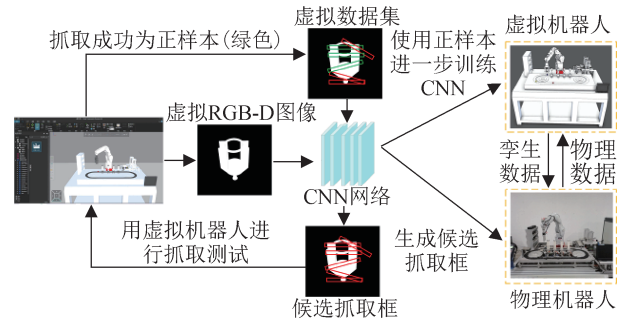 虚拟数据集
抓取成功为正样本(绿色)
使用正样本
进一步训练
CNN
虚拟机器人
虚拟RGB-D图像
CNN网络
孪生
数据
物理
数据
用虚拟机器人进
行抓取测试
候选抓取框
生成候选
抓取框
物理机器人